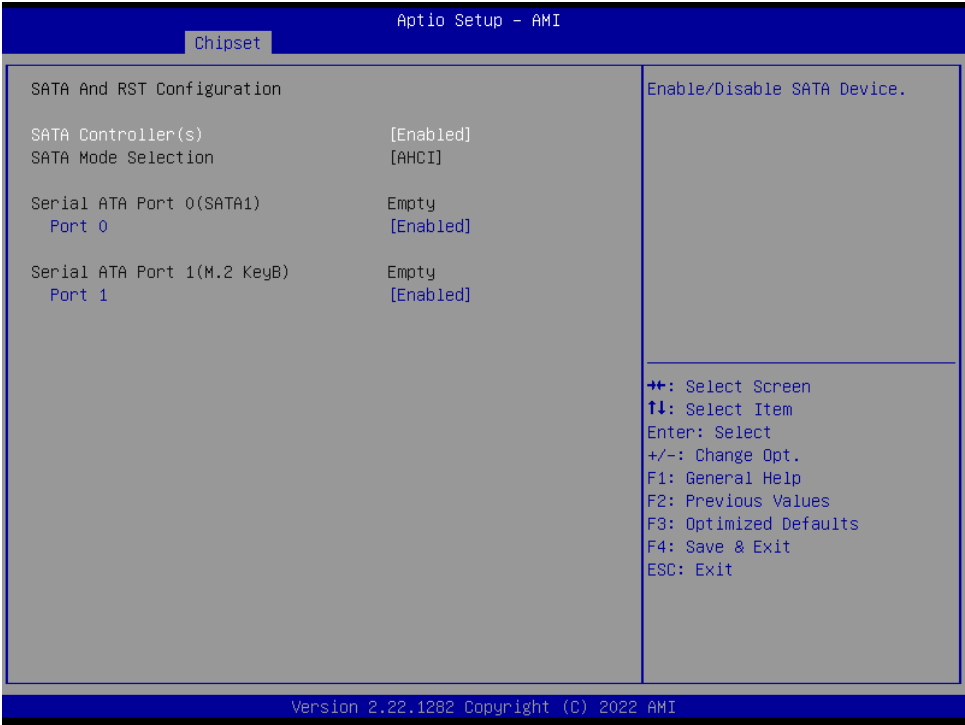 Aptio Setup – AMI
Chipset
SATA And RST Configuration
SATA Controller(s) [Enabled]
SATA Mode Selection [AHCI]
Serial ATA Port 0(SATA1) Empty
Port 0 [Enabled]
Serial ATA Port 1(M.2 KeyB) Empty
Port 1 [Enabled]
Enable/Disable SATA Device.
→←: Select Screen
↑↓: Select Item
Enter: Select
+/-: Change Opt.
F1: General Help
F2: Previous Values
F3: Optimized Defaults
F4: Save & Exit
ESC: Exit
Version 2.22.1282 Copyright (C) 2022 AMI